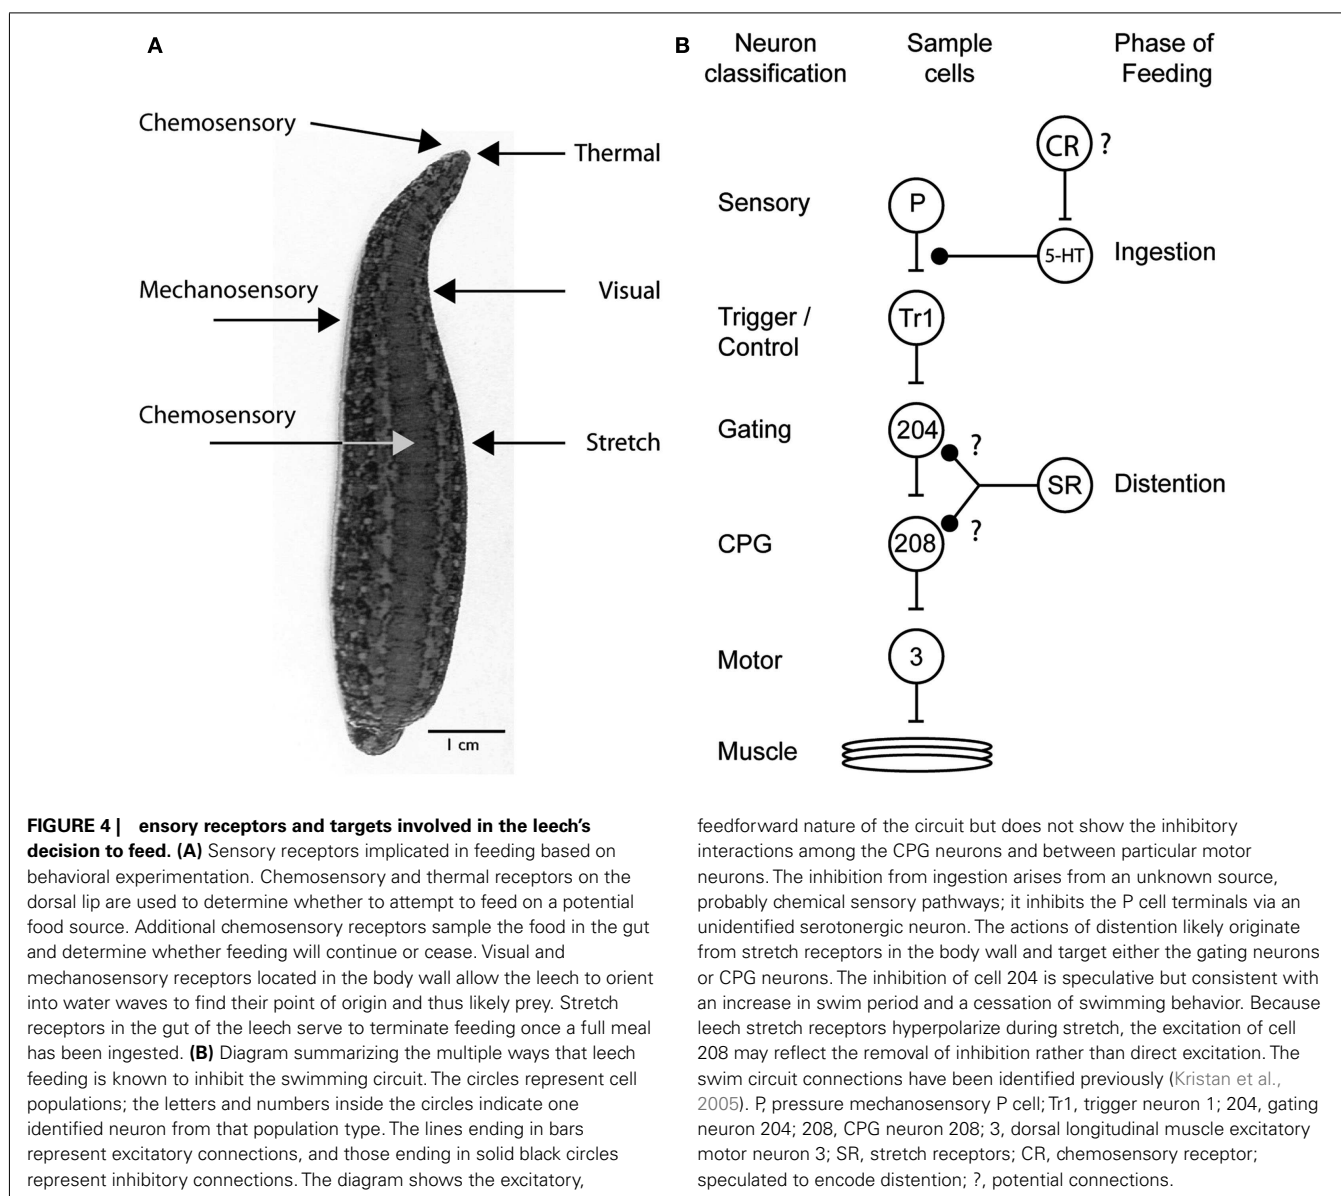 A
Chemosensory
Thermal
Mechanosensory
Visual
Chemosensory
Stretch
1 cm
B
Neuron
classification
Sample
cells
Phase of
Feeding
CR
?
Sensory
P
5-HT
Ingestion
Trigger /
Control
Tr1
Gating
204
?
SR
Distention
CPG
208
?
Motor
3
Muscle
FIGURE 4 | ensory receptors and targets involved in the leech’s
decision to feed. (A) Sensory receptors implicated in feeding based on
behavioral experimentation. Chemosensory and thermal receptors on the
dorsal lip are used to determine whether to attempt to feed on a potential
food source. Additional chemosensory receptors sample the food in the gut
and determine whether feeding will continue or cease. Visual and
mechanosensory receptors located in the body wall allow the leech to orient
into water waves to find their point of origin and thus likely prey. Stretch
receptors in the gut of the leech serve to terminate feeding once a full meal
has been ingested. (B) Diagram summarizing the multiple ways that leech
feeding is known to inhibit the swimming circuit. The circles represent cell
populations; the letters and numbers inside the circles indicate one
identified neuron from that population type. The lines ending in bars
represent excitatory connections, and those ending in solid black circles
represent inhibitory connections. The diagram shows the excitatory,
feedforward nature of the circuit but does not show the inhibitory
interactions among the CPG neurons and between particular motor
neurons. The inhibition from ingestion arises from an unknown source,
probably chemical sensory pathways; it inhibits the P cell terminals via an
unidentified serotonergic neuron. The actions of distention likely originate
from stretch receptors in the body wall and target either the gating neurons
or CPG neurons. The inhibition of cell 204 is speculative but consistent with
an increase in swim period and a cessation of swimming behavior. Because
leech stretch receptors hyperpolarize during stretch, the excitation of cell
208 may reflect the removal of inhibition rather than direct excitation. The
swim circuit connections have been identified previously (Kristan et al.,
2005). P, pressure mechanosensory P cell; Tr1, trigger neuron 1; 204, gating
neuron 204; 208, CPG neuron 208; 3, dorsal longitudinal muscle excitatory
motor neuron 3; SR, stretch receptors; CR, chemosensory receptor;
speculated to encode distention; ?, potential connections.